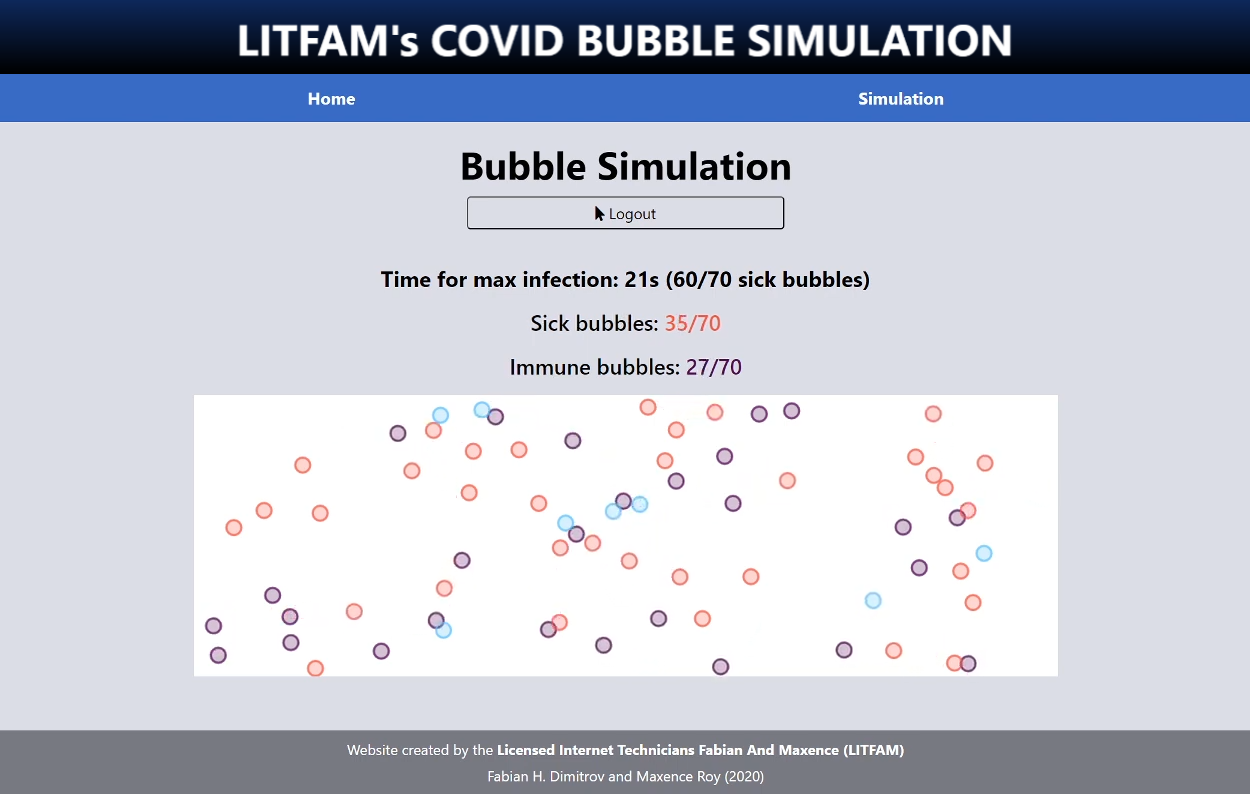 LITFAM's COVID BUBBLE SIMULATION
Home Simulation
Bubble Simulation
Logout
Time for max infection: 21s (60/70 sick bubbles)
Sick bubbles: 35/70
Immune bubbles: 27/70
Website created by the Licensed Internet Technicians Fabian And Maxence (LITFAM)
Fabian H. Dimitrov and Maxence Roy (2020)